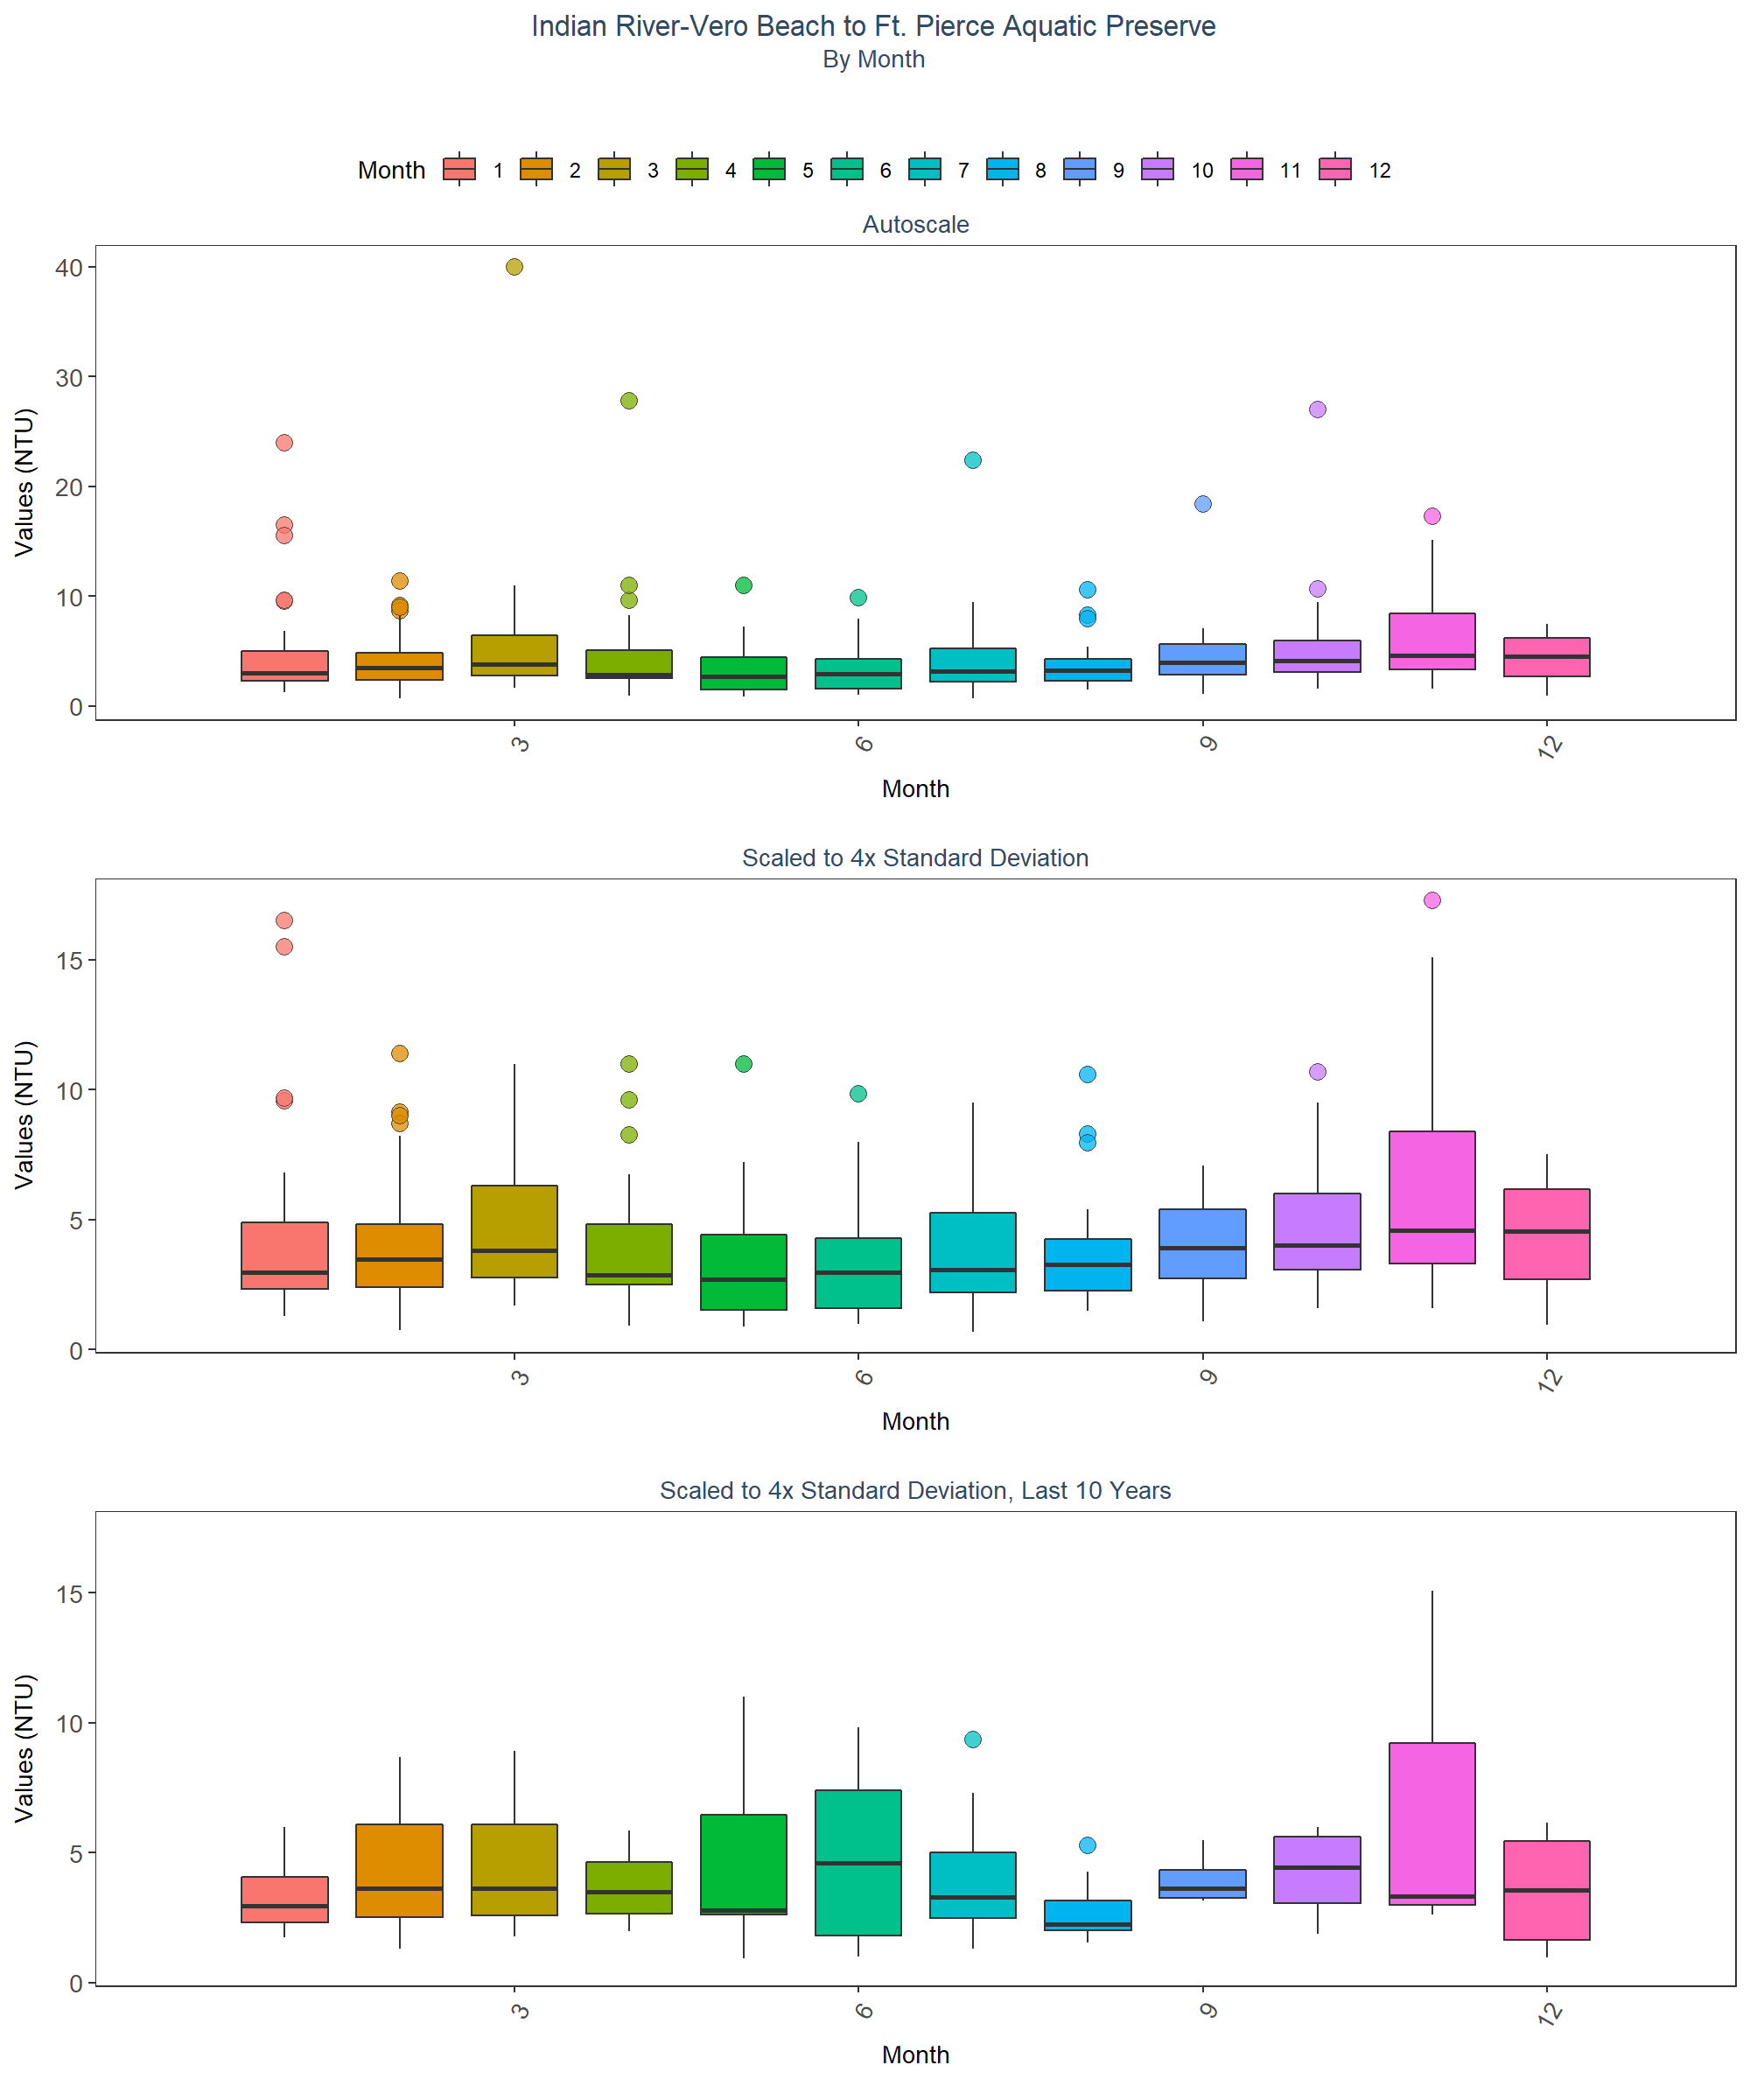 Indian River-Vero Beach to Ft. Pierce Aquatic Preserve
By Month
Month 1 2 3 4 5 6 7 8 9 10 11 12
Autoscale
Values (NTU)
40
30
20
10
0
3 6 9 12
Month
Scaled to 4x Standard Deviation
Values (NTU)
15
10
5
0
3 6 9 12
Month
Scaled to 4x Standard Deviation, Last 10 Years
Values (NTU)
15
10
5
0
3 6 9 12
Month